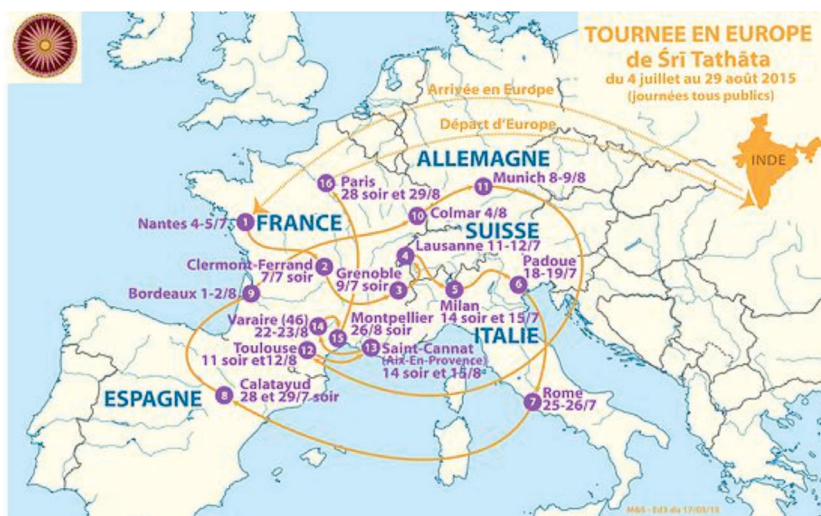 TOURNEE EN EUROPE
de Śrī Tathāta
du 4 juillet au 29 août 2015
(journées tous publics)
Arrivée en Europe
Départ d'Europe
INDE
ALLEMAGNE
16
Paris
28 soir et 29/8
11
Munich 8-9/8
Nantes 4-5/7
1
FRANCE
10
Colmar 4/8
SUISSE
4
Lausanne 11-12/7
Clermont-Ferrand
7/7 soir
2
Grenoble
9/7 soir
3
Padoue
18-19/7
6
Bordeaux 1-2/8
9
5
Milan
14 soir et 15/7
Varaire (46)
22-23/8
14
Montpellier
26/8 soir
15
ITALIE
Toulouse
11 soir et12/8
12
13
Saint-Cannat
(Aix-En-Provence)
14 soir et 15/8
ESPAGNE
8
Calatayud
28 et 29/7 soir
7
Rome
25-26/7